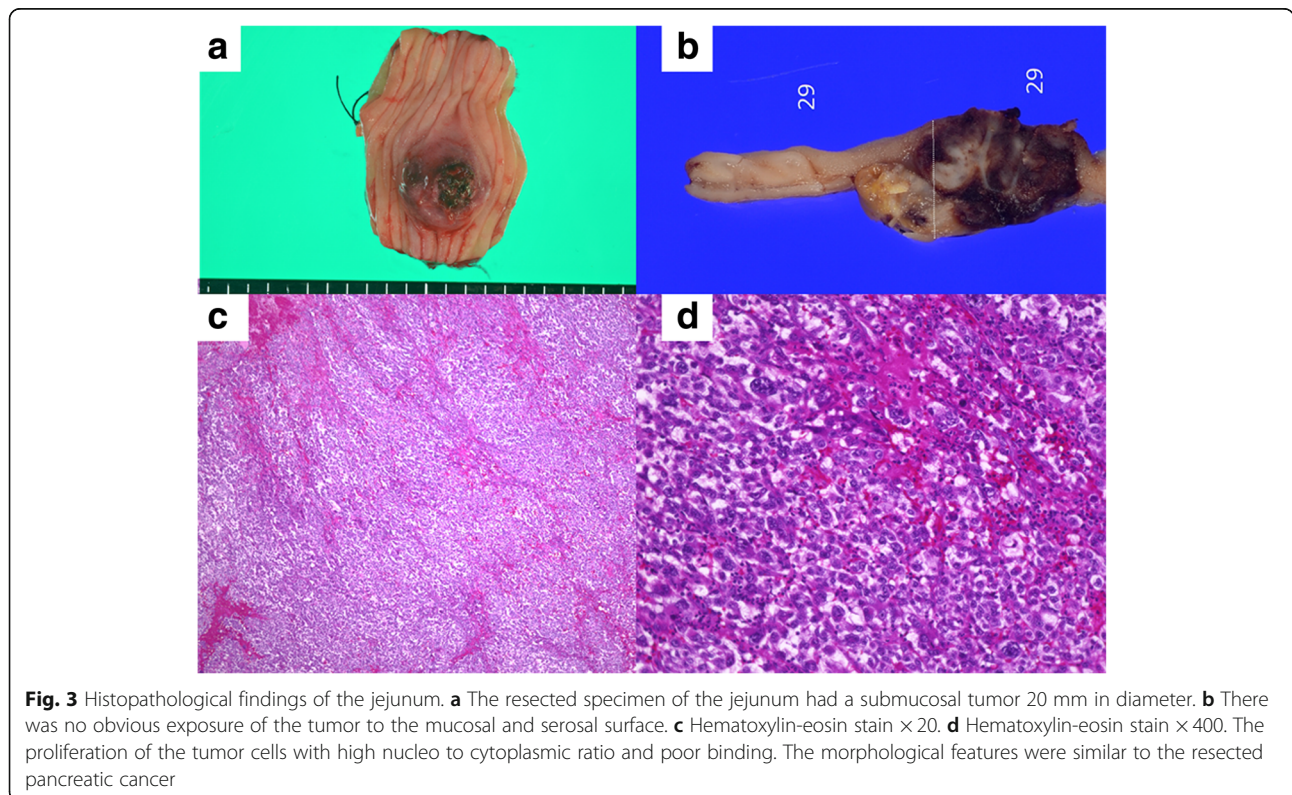 a
b
29
29
c
d
Fig. 3 Histopathological findings of the jejunum. a The resected specimen of the jejunum had a submucosal tumor 20 mm in diameter. b There
was no obvious exposure of the tumor to the mucosal and serosal surface. c Hematoxylin-eosin stain × 20. d Hematoxylin-eosin stain × 400. The
proliferation of the tumor cells with high nucleo to cytoplasmic ratio and poor binding. The morphological features were similar to the resected
pancreatic cancer